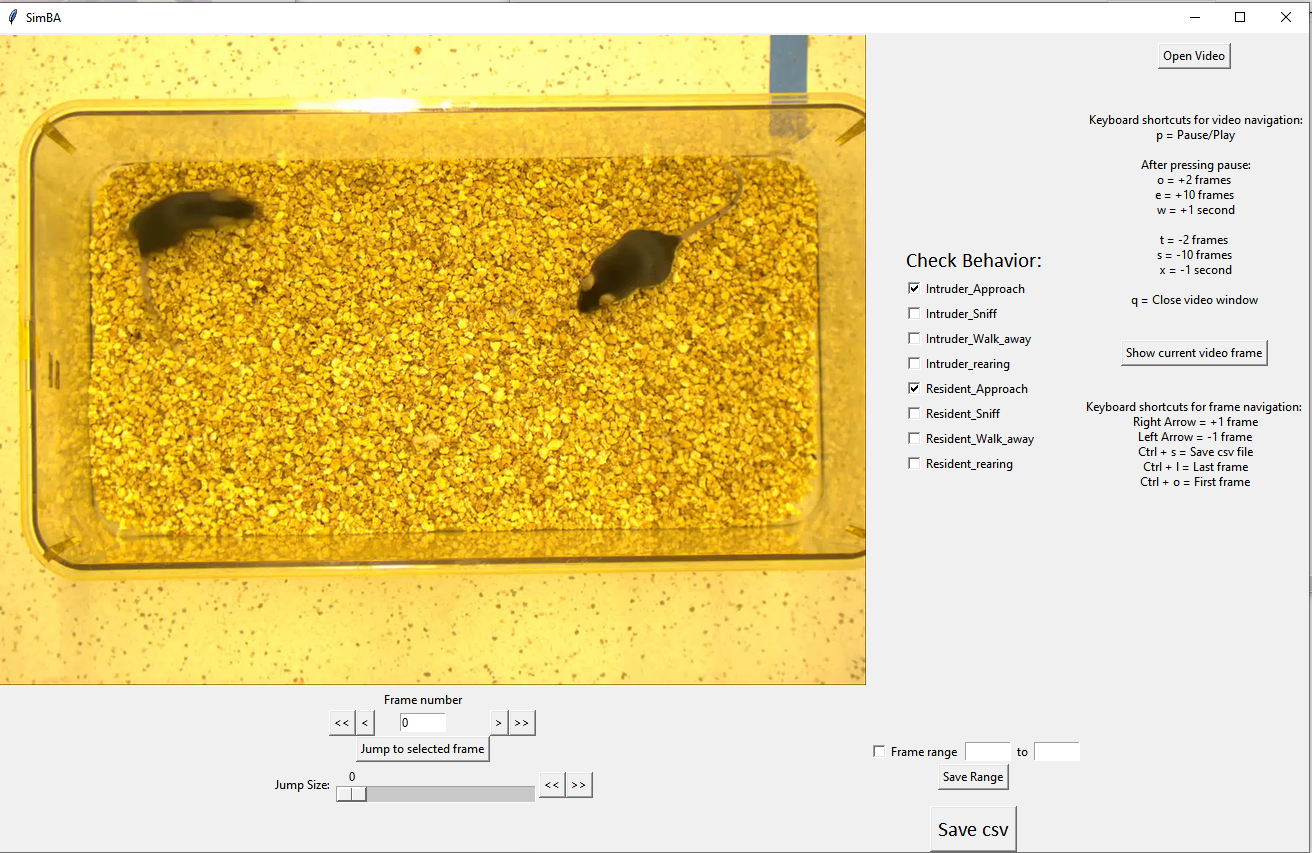 SimBA
Open Video
Keyboard shortcuts for video navigation:
p = Pause/Play
After pressing pause:
o = +2 frames
e = +10 frames
w = +1 second
t = -2 frames
s = -10 frames
x = -1 second
q = Close video window
Show current video frame
Keyboard shortcuts for frame navigation:
Right Arrow = +1 frame
Left Arrow = -1 frame
Ctrl + s = Save csv file
Ctrl + l = Last frame
Ctrl + o = First frame
Check Behavior:
Intruder_Approach
Intruder_Sniff
Intruder_Walk_away
Intruder_rearing
Resident_Approach
Resident_Sniff
Resident_Walk_away
Resident_rearing
Frame number
<< < 0 > >>
Jump to selected frame
0
Jump Size: << >>
Frame range to
Save Range
Save csv